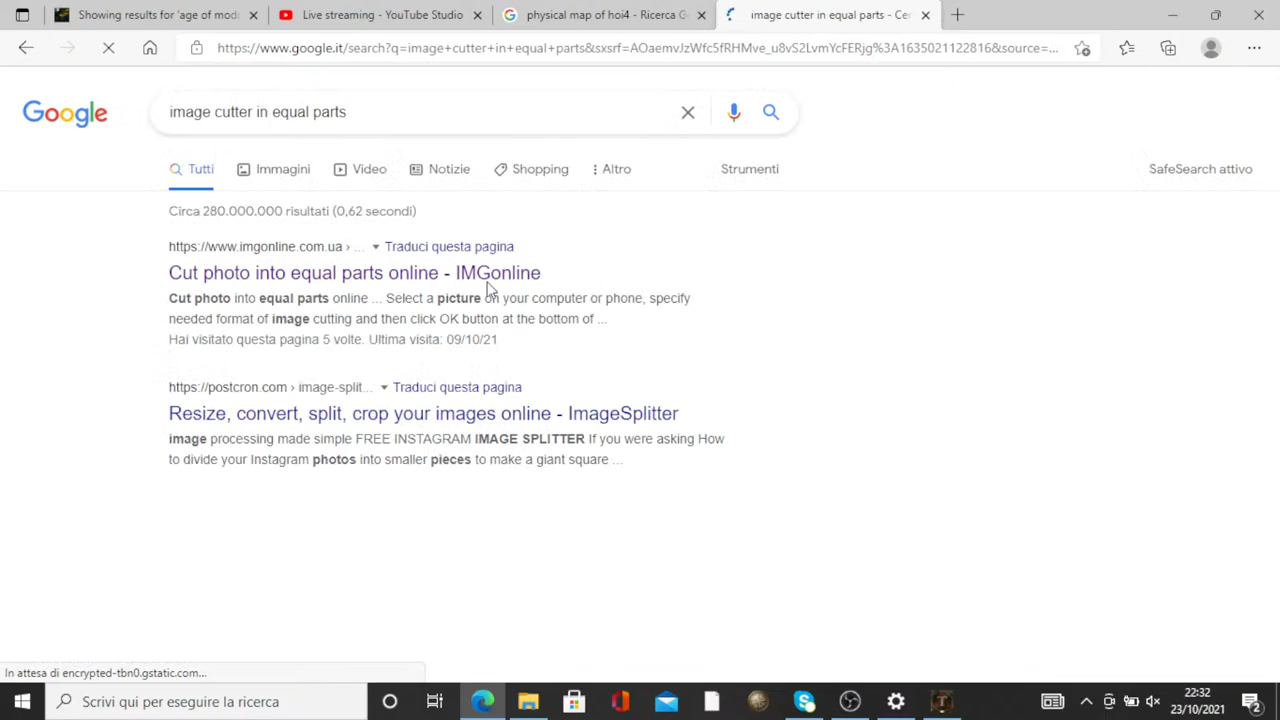 Showing results for 'age of mode
Live streaming - YouTube Studio
physical map of hoi4 - Ricerca Go
image cutter in equal parts - Cer
https://www.google.it/search?q=image+cutter+in+equal+parts&sxsrf=AOaemvJzWfc5fRHMve_u8vS2LvmYcFERjg%3A1635021122816&source=...
Google
image cutter in equal parts
Tutti
Immagini
Video
Notizie
Shopping
Altro
Strumenti
SafeSearch attivo
Circa 280.000.000 risultati (0,62 secondi)
https://www.imgonline.com.ua › ... Traduci questa pagina
Cut photo into equal parts online - IMGonline
Cut photo into equal parts online ... Select a picture on your computer or phone, specify
needed format of image cutting and then click OK button at the bottom of ...
Hai visitato questa pagina 5 volte. Ultima visita: 09/10/21
https://postcron.com › image-split... Traduci questa pagina
Resize, convert, split, crop your images online - ImageSplitter
image processing made simple FREE INSTAGRAM IMAGE SPLITTER If you were asking How
to divide your Instagram photos into smaller pieces to make a giant square ...
In attesa di encrypted-tbn0.gstatic.com...
Scrivi qui per eseguire la ricerca
22:32
23/10/2021
2